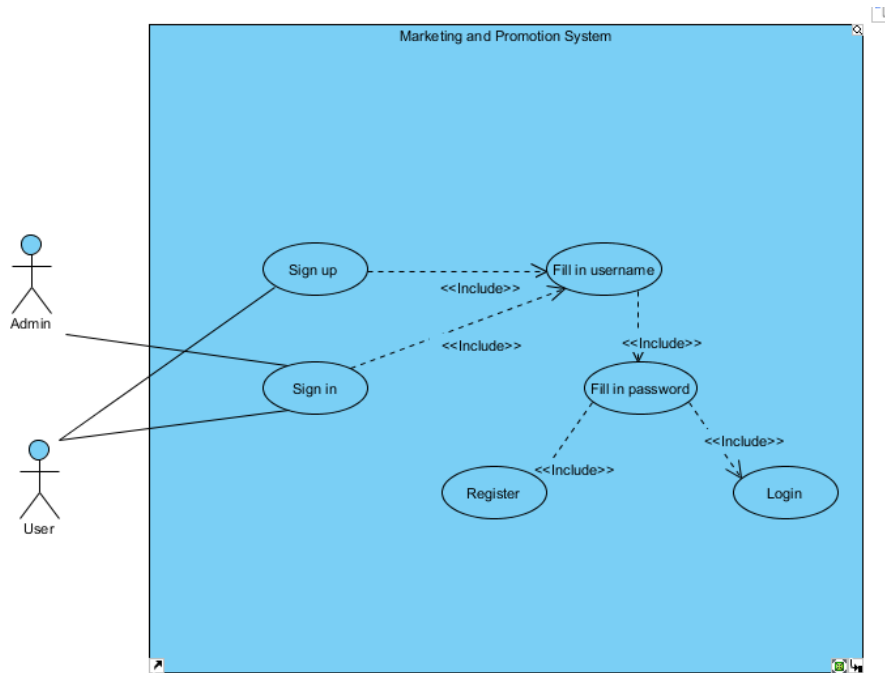 Marketing and Promotion System
Sign up
Fill in username
<<Include>>
Admin
<<Include>>
<<Include>>
Sign in
Fill in password
<<Include>>
<<Include>>
Register
Login
User